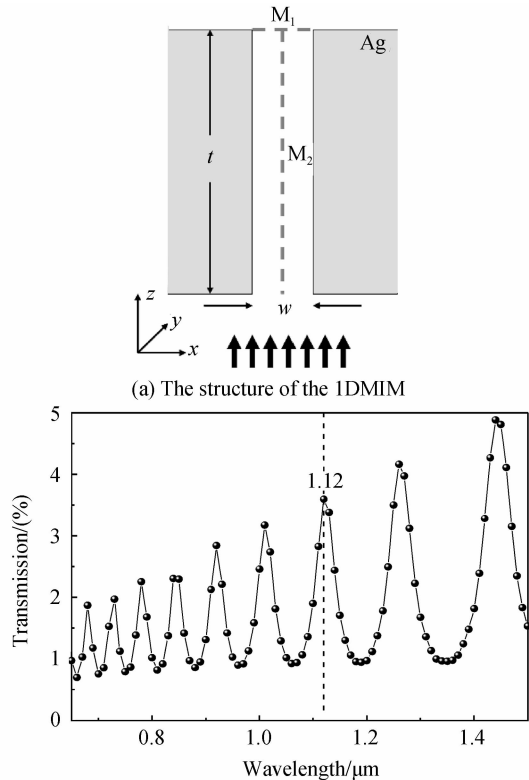 M1
Ag
t
M2
z
w
y
x
(a) The structure of the 1DMIM
5
1.12
4
3
Transmission/(%)
2
1
0
0.8 1.0 1.2 1.4
Wavelength/μm